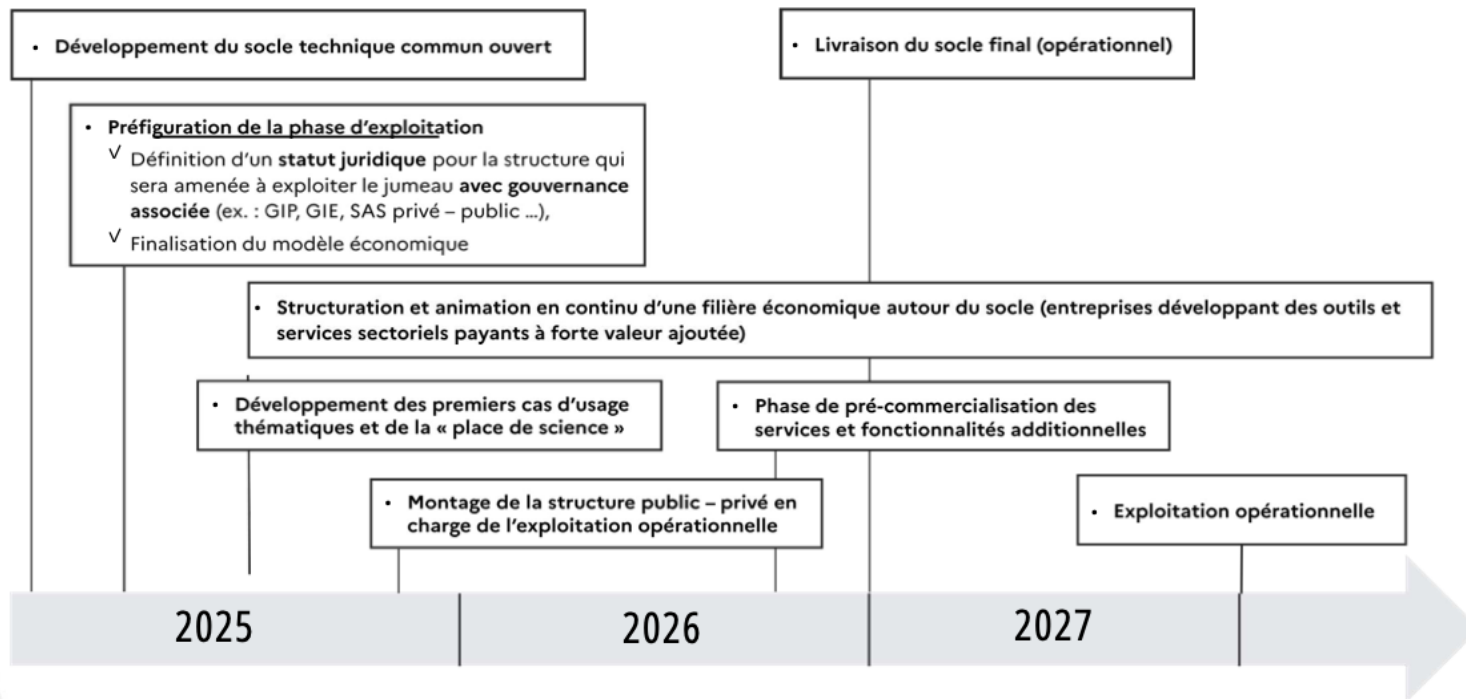 • Développement du socle technique commun ouvert
• Livraison du socle final (opérationnel)
• Préfiguration de la phase d'exploitation
√ Définition d'un statut juridique pour la structure qui
sera amenée à exploiter le jumeau avec gouvernance
associée (ex. : GIP, GIE, SAS privé – public ...),
√ Finalisation du modèle économique
• Structuration et animation en continu d'une filière économique autour du socle (entreprises développant des outils et
services sectoriels payants à forte valeur ajoutée)
• Développement des premiers cas d'usage
thématiques et de la « place de science »
• Phase de pré-commercialisation des
services et fonctionnalités additionnelles
• Montage de la structure public – privé en
charge de l'exploitation opérationnelle
• Exploitation opérationnelle
2025
2026
2027